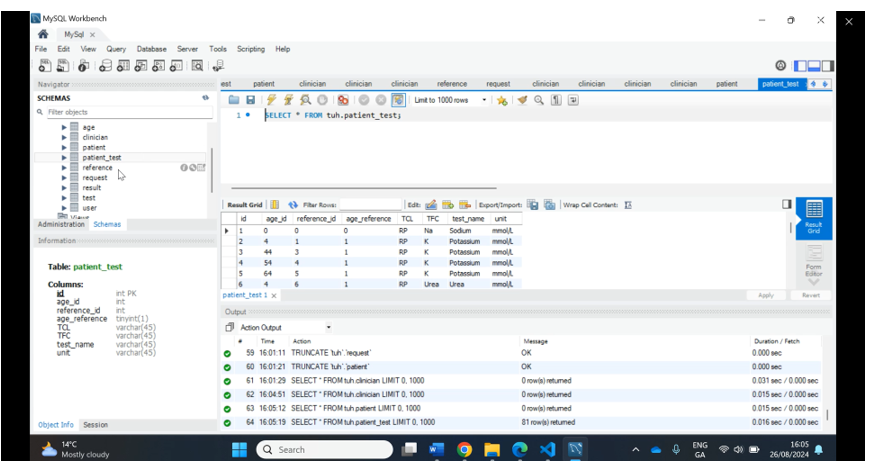 MySQL Workbench
MySql ×
File Edit View Query Database Server Tools Scripting Help
Navigator
est patient clinician clinician clinician reference request clinician clinician clinician clinician patient patient_test
SCHEMAS
Filter objects
Limit to 1000 rows
age
clinician
patient
patient_test
reference
request
result
test
user
Views
1 SELECT * FROM tuh.patient_test;
Administration Schemas
Information
Table: patient_test
Columns:
id int PK
age_id int
reference_id int
age_reference tinyint(1)
TCL varchar(45)
TFC varchar(45)
test_name varchar(45)
unit varchar(45)
Object Info Session
Result Grid Filter Rows: Edit: Export/Import: Wrap Cell Content:
id age_id reference_id age_reference TCL TFC test_name unit
1 0 0 0 RP Na Sodium mmol/L
2 4 1 1 RP K Potassium mmol/L
3 44 3 1 RP K Potassium mmol/L
4 54 4 1 RP K Potassium mmol/L
5 64 5 1 RP K Potassium mmol/L
6 4 6 1 RP Urea Urea mmol/L
Result Grid
Form Editor
patient_test 1 × Apply Revert
Output
Action Output
# Time Action Message Duration / Fetch
59 16:01:11 TRUNCATE `tuh`.`request` OK 0.000 sec
60 16:01:21 TRUNCATE `tuh`.`patient` OK 0.000 sec
61 16:01:29 SELECT * FROM tuh.clinician LIMIT 0, 1000 0 row(s) returned 0.031 sec / 0.000 sec
62 16:04:51 SELECT * FROM tuh.clinician LIMIT 0, 1000 0 row(s) returned 0.015 sec / 0.000 sec
63 16:05:12 SELECT * FROM tuh.patient LIMIT 0, 1000 0 row(s) returned 0.015 sec / 0.000 sec
64 16:05:19 SELECT * FROM tuh.patient_test LIMIT 0, 1000 81 row(s) returned 0.016 sec / 0.000 sec
14°C
Mostly cloudy
Search
ENG
GA
16:05
26/08/2024